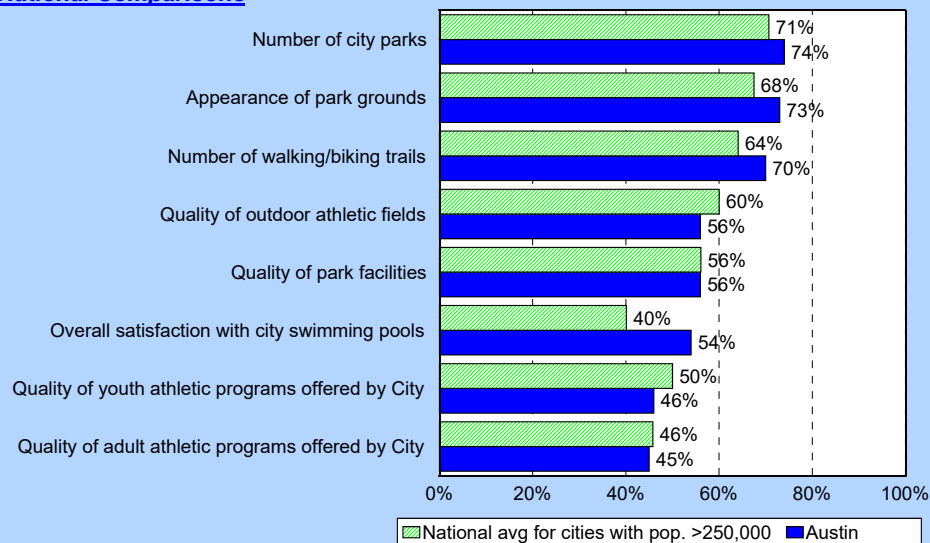 National Comparisons
Number of city parks
71%
74%
Appearance of park grounds
68%
73%
Number of walking/biking trails
64%
70%
Quality of outdoor athletic fields
60%
56%
Quality of park facilities
56%
56%
Overall satisfaction with city swimming pools
40%
54%
Quality of youth athletic programs offered by City
50%
46%
Quality of adult athletic programs offered by City
46%
45%
0% 20% 40% 60% 80% 100%
National avg for cities with pop. >250,000 Austin